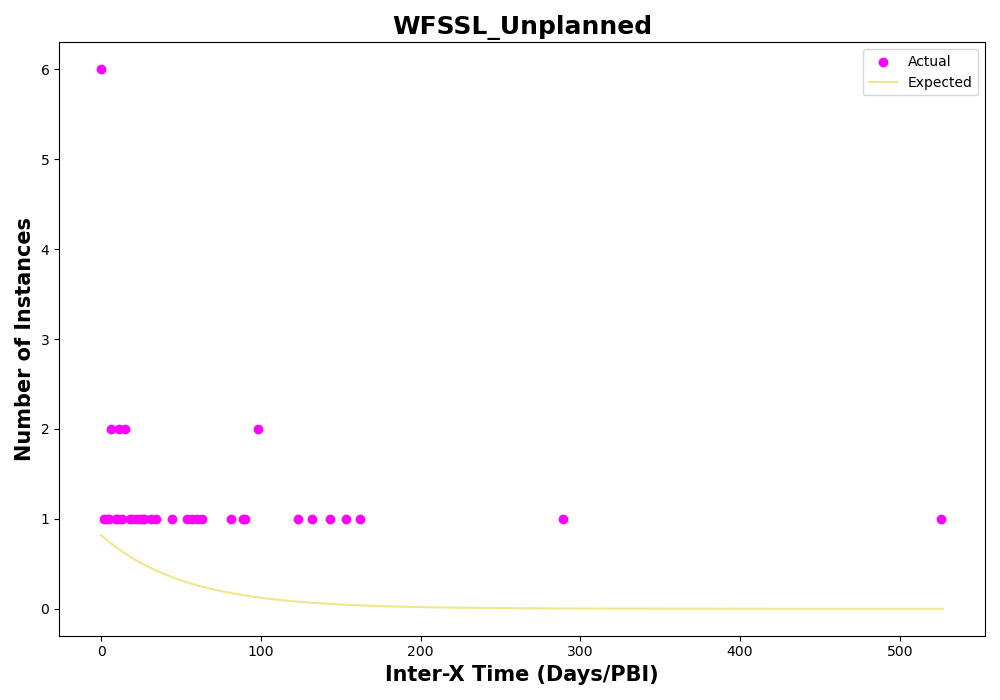 WFSSL_Unplanned
Actual
Expected
6
5
4
3
2
1
0
Number of Instances
0 100 200 300 400 500
Inter-X Time (Days/PBI)